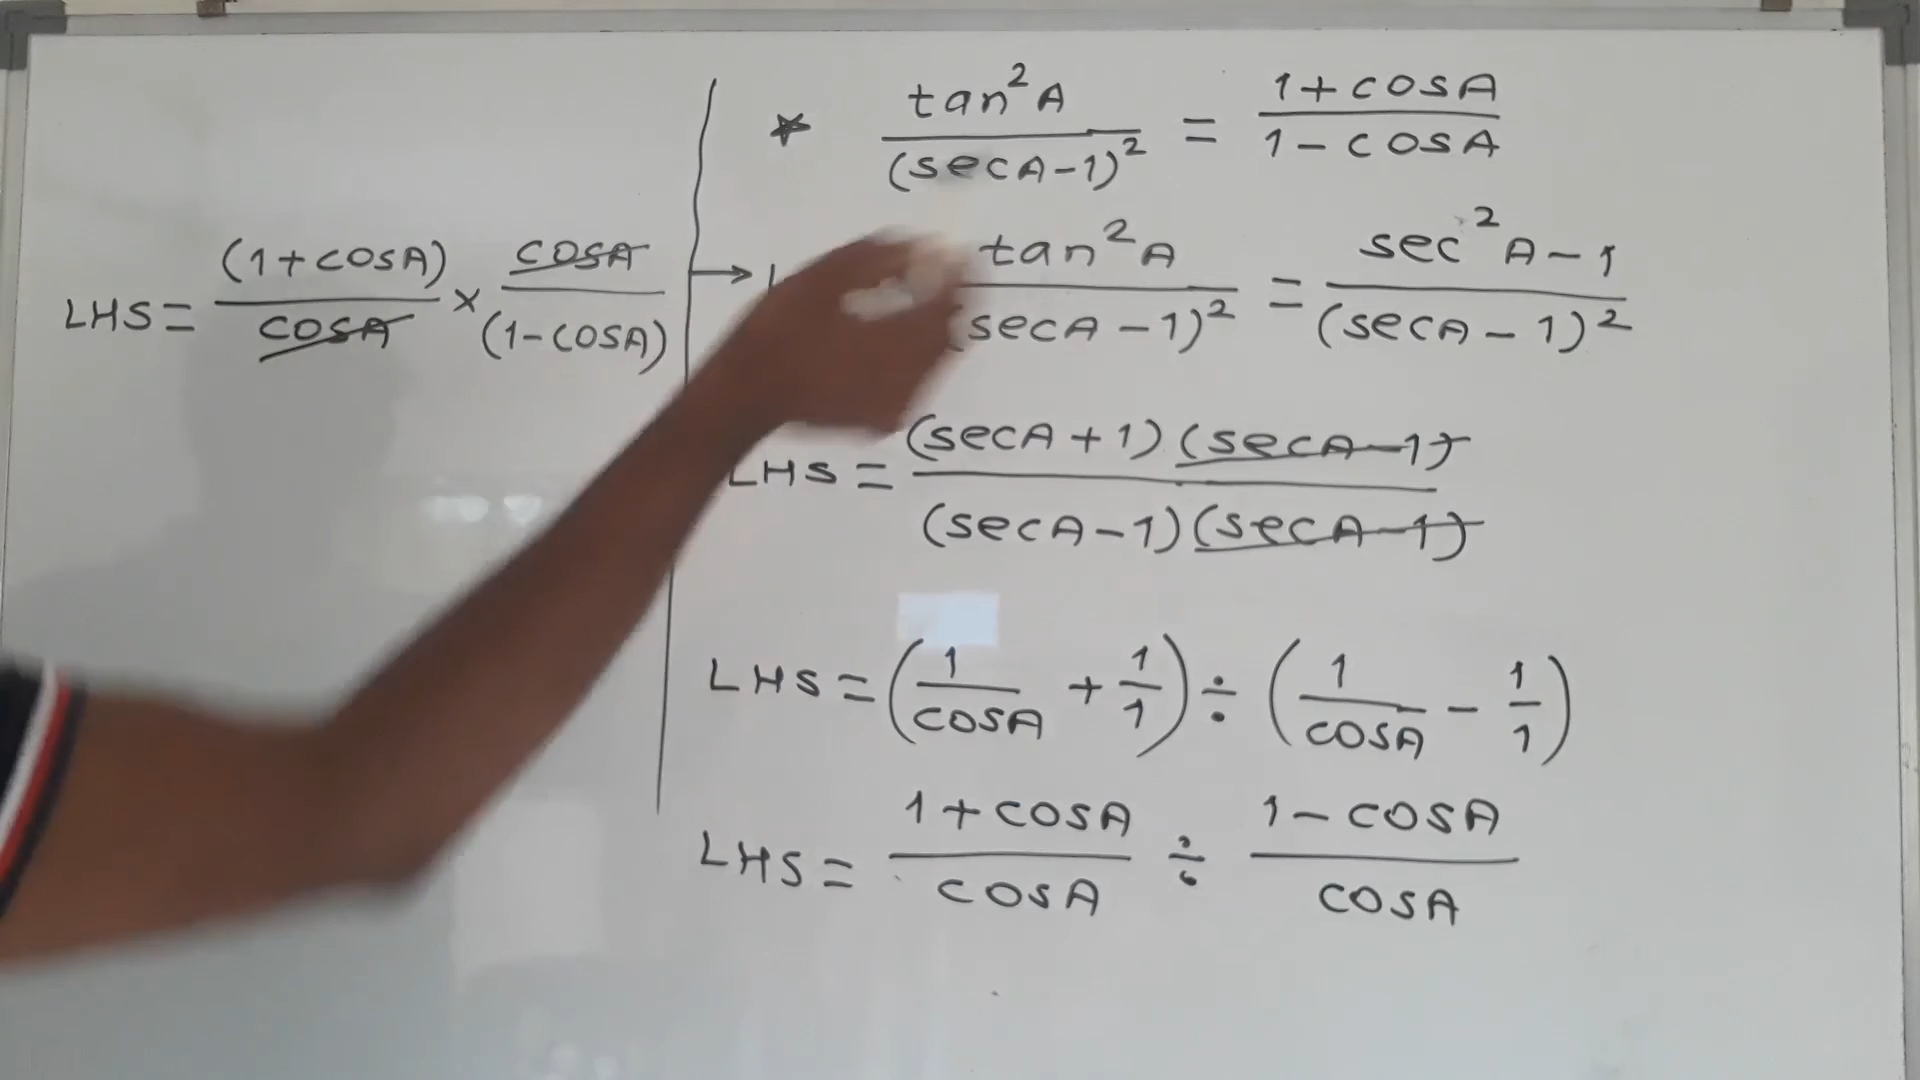 * tan²A / (secA-1)² = 1+cosA / 1-cosA
L tan²A / (secA-1)² = sec²A-1 / (secA-1)²
LHS = (secA+1)(secA-1) / (secA-1)(secA-1)
LHS = (1/cosA + 1/1) ÷ (1/cosA - 1/1)
LHS = 1+cosA / cosA ÷ 1-cosA / cosA
LHS = (1+cosA) / cosA × cosA / (1-cosA)